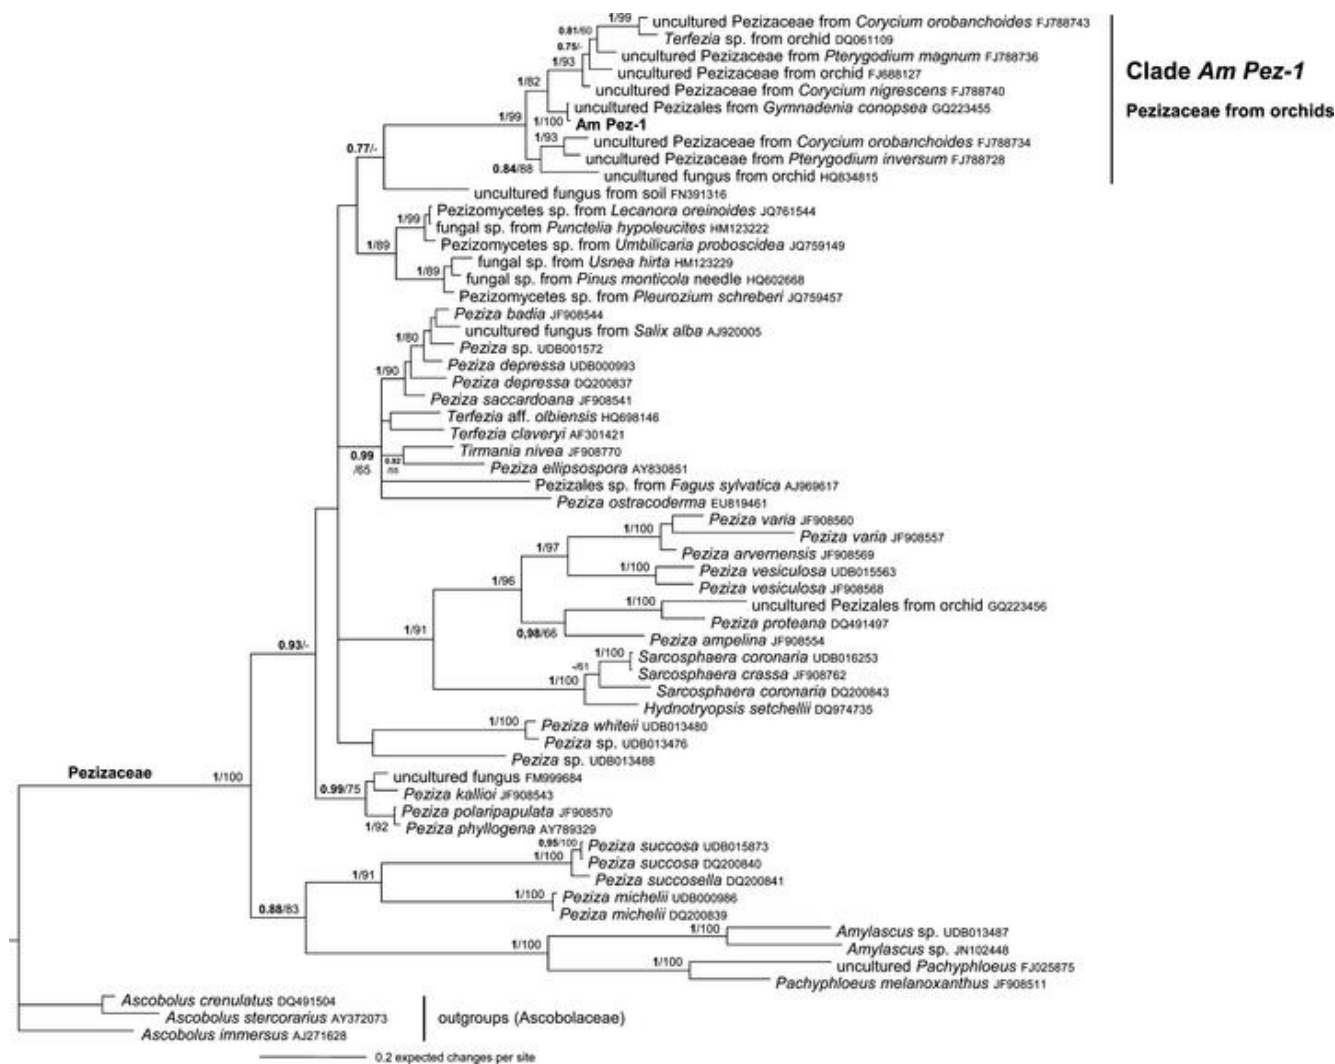 1/99
uncultured Pezizaceae from Corycium orobanchoides FJ788743
0.81/60
Terfezia sp. from orchid DQ061109
0.75/-
uncultured Pezizaceae from Pterygodium magnum FJ788736
1/93
uncultured Pezizaceae from orchid FJ688127
Clade Am Pez-1
1/82
uncultured Pezizaceae from Corycium nigrescens FJ788740
uncultured Pezizales from Gymnadenia conopsea GQ223455
Pezizaceae from orchids
1/99
1/100
Am Pez-1
1/93
uncultured Pezizaceae from Corycium orobanchoides FJ788734
0.77/-
uncultured Pezizaceae from Pterygodium inversum FJ788728
0.84/88
uncultured fungus from orchid HQ834815
uncultured fungus from soil FN391316
Pezizomycetes sp. from Lecanora oreinoides JQ761544
1/99
fungal sp. from Punctelia hypoleucites HM123222
1/89
Pezizomycetes sp. from Umbilicaria proboscidea JQ759149
fungal sp. from Usnea hirta HM123229
1/89
fungal sp. from Pinus monticola needle HQ602668
Pezizomycetes sp. from Pleurozium schreberi JQ759457
Peziza badia JF908544
1/80
uncultured fungus from Salix alba AJ920005
Peziza sp. UDB001572
Peziza depressa UDB000993
1/90
Peziza depressa DQ200837
Peziza saccardoana JF908541
Terfezia aff. olbiensis HQ698146
Terfezia claveryi AF301421
0.99
/65
Tirmania nivea JF908770
Peziza ellipsospora AY830851
Pezizales sp. from Fagus sylvatica AJ969617
Peziza ostracoderma EU819461
Peziza varia JF908560
1/100
Peziza varia JF908557
1/97
Peziza arvernensis JF908569
1/100
Peziza vesiculosa UDB015563
1/96
Peziza vesiculosa JF908568
1/100
uncultured Pezizales from orchid GQ223456
Peziza proteana DQ491497
1/91
0,98/66
Peziza ampelina JF908554
0.93/-
1/100
Sarcosphaera coronaria UDB016253
-/61
Sarcosphaera crassa JF908762
1/100
Sarcosphaera coronaria DQ200843
Hydnotryopsis setchellii DQ974735
1/100
Peziza whiteii UDB013480
Peziza sp. UDB013476
Peziza sp. UDB013488
Pezizaceae
1/100
uncultured fungus FM999684
0.99/75
Peziza kallioi JF908543
Peziza polaripapulata JF908570
1/92
Peziza phyllogena AY789329
0,95/100
Peziza succosa UDB015873
1/100
Peziza succosa DQ200840
1/91
Peziza succosella DQ200841
1/100
Peziza michelii UDB000986
0.88/83
Peziza michelii DQ200839
1/100
Amylascus sp. UDB013487
1/100
Amylascus sp. JN102448
1/100
uncultured Pachyphloeus FJ025875
Pachyphloeus melanoxanthus JF908511
Ascobolus crenulatus DQ491504
Ascobolus stercorarius AY372073
outgroups (Ascobolaceae)
Ascobolus immersus AJ271628
0.2 expected changes per site